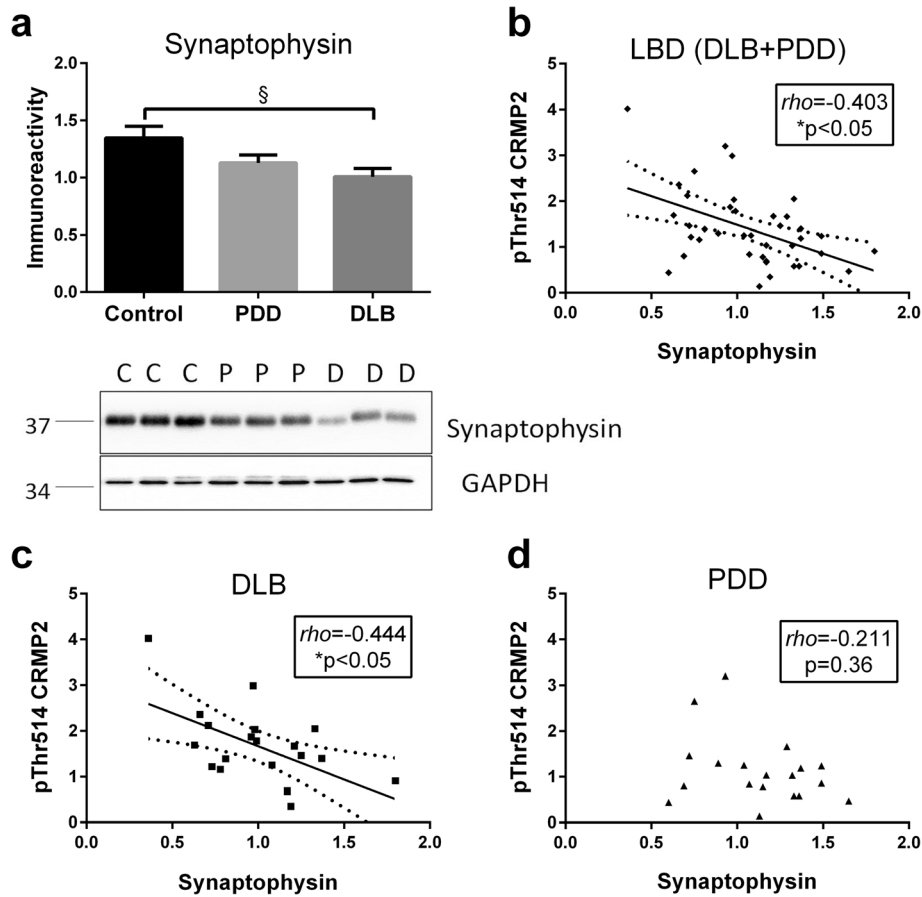 a
Synaptophysin
2.0
1.5
1.0
0.5
0.0
Immunoreactivity
§
Control PDD DLB
C C C P P P D D D
37
Synaptophysin
34
GAPDH
b
LBD (DLB+PDD)
5
4
3
2
1
0
pThr514 CRMP2
rho=-0.403
*p<0.05
0.0 0.5 1.0 1.5 2.0
Synaptophysin
c
DLB
5
4
3
2
1
0
pThr514 CRMP2
rho=-0.444
*p<0.05
0.0 0.5 1.0 1.5 2.0
Synaptophysin
d
PDD
5
4
3
2
1
0
pThr514 CRMP2
rho=-0.211
p=0.36
0.0 0.5 1.0 1.5 2.0
Synaptophysin